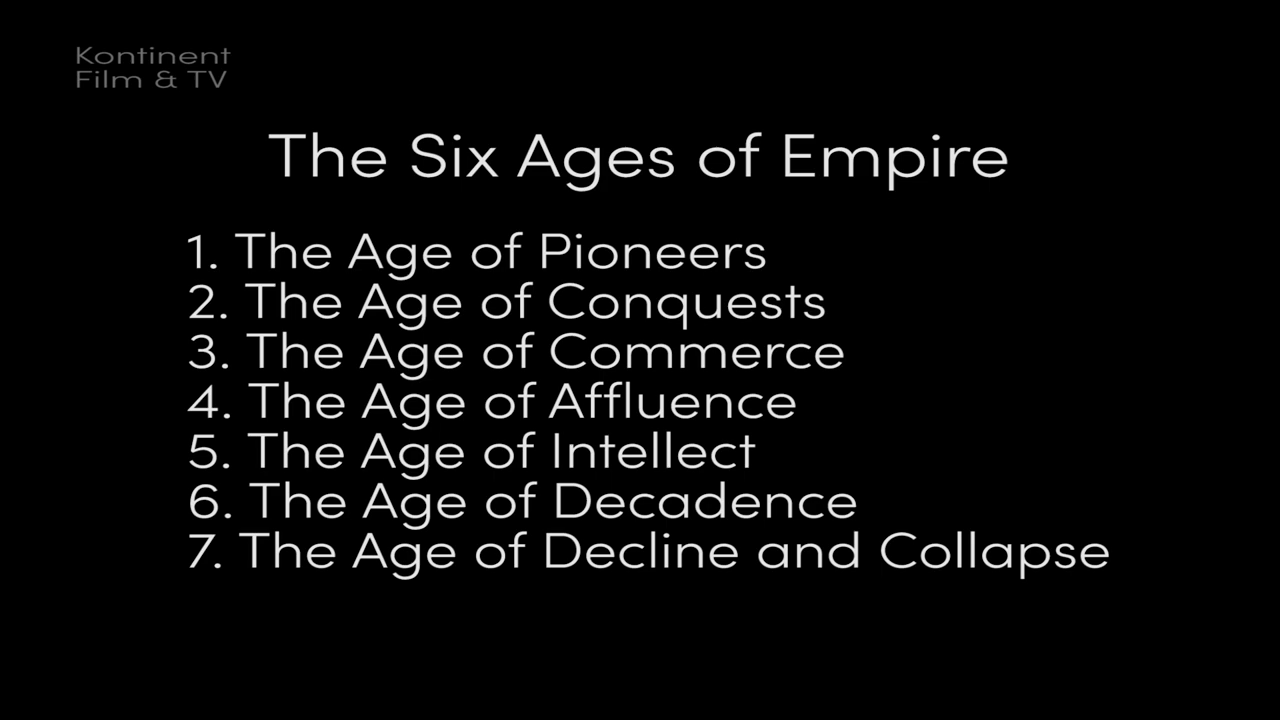 Kontinent
Film & TV
The Six Ages of Empire
1. The Age of Pioneers
2. The Age of Conquests
3. The Age of Commerce
4. The Age of Affluence
5. The Age of Intellect
6. The Age of Decadence
7. The Age of Decline and Collapse